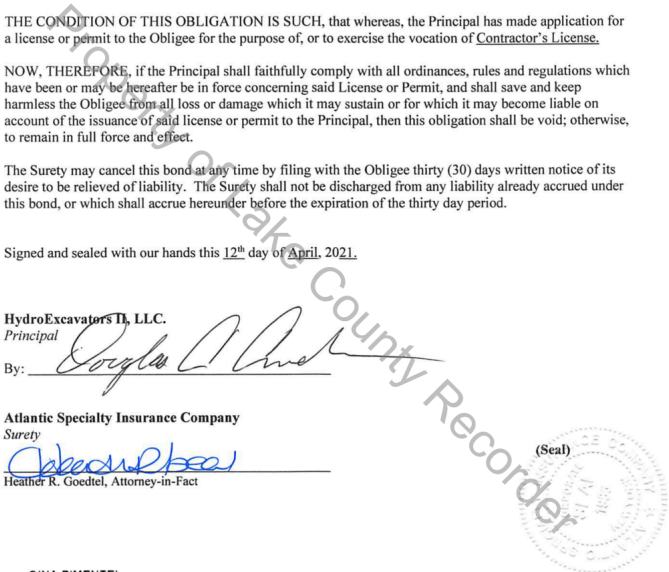 THE CONDITION OF THIS OBLIGATION IS SUCH, that whereas, the Principal has made application for
a license or permit to the Obligee for the purpose of, or to exercise the vocation of Contractor's License.
NOW, THEREFORE, if the Principal shall faithfully comply with all ordinances, rules and regulations which
have been or may be hereafter be in force concerning said License or Permit, and shall save and keep
harmless the Obligee from all loss or damage which it may sustain or for which it may become liable on
account of the issuance of said license or permit to the Principal, then this obligation shall be void; otherwise,
to remain in full force and effect.
The Surety may cancel this bond at any time by filing with the Obligee thirty (30) days written notice of its
desire to be relieved of liability. The Surety shall not be discharged from any liability already accrued under
this bond, or which shall accrue hereunder before the expiration of the thirty day period.
Signed and sealed with our hands this 12th day of April, 2021.
HydroExcavators II, LLC.
Principal
By: Douglas C
Atlantic Specialty Insurance Company
Surety
(Seal)
Heather R. Goedtel, Attorney-in-Fact
Property of Lake County Recorder